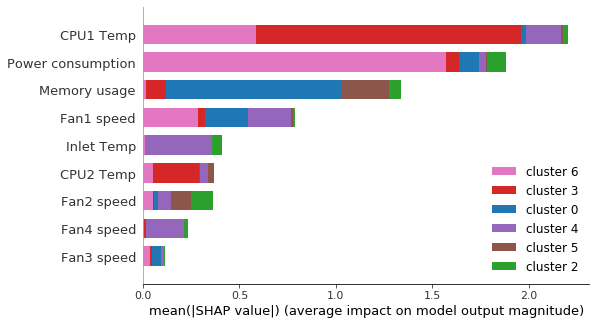 CPU1 Temp
Power consumption
Memory usage
Fan1 speed
Inlet Temp
CPU2 Temp
Fan2 speed
Fan4 speed
Fan3 speed
cluster 6
cluster 3
cluster 0
cluster 4
cluster 5
cluster 2
0.0 0.5 1.0 1.5 2.0
mean(|SHAP value|) (average impact on model output magnitude)